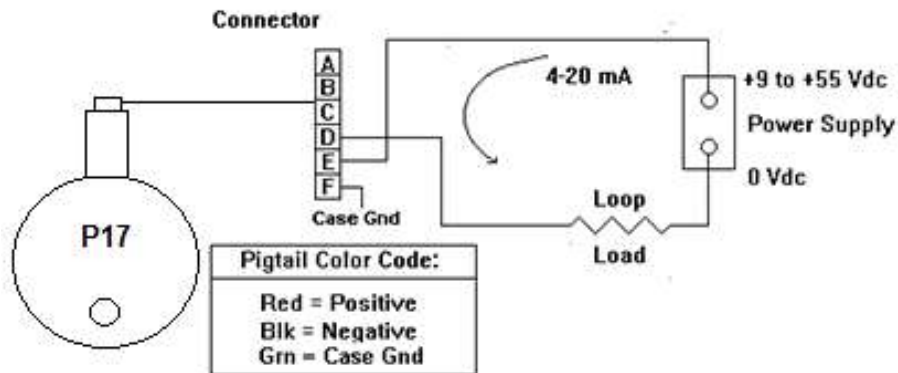 Connector
A
B
C
D
E
F
Case Gnd
4-20 mA
+9 to +55 Vdc
Power Supply
0 Vdc
Loop
Load
P17
Pigtail Color Code:
Red = Positive
Blk = Negative
Grn = Case Gnd